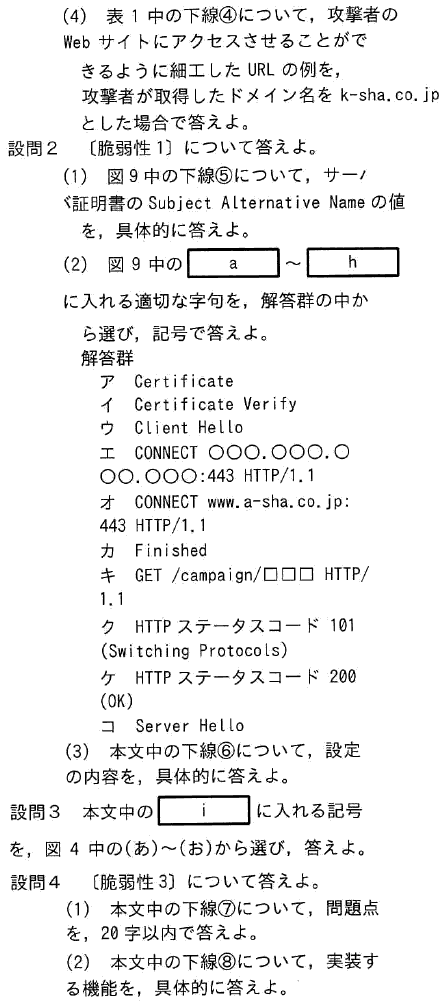 (4) 表1中の下線④について，攻撃者の
Webサイトにアクセスさせることがで
きるように細工したURLの例を，
攻撃者が取得したドメイン名をk-sha.co.jp
とした場合で答えよ。
設問２ 〔脆弱性1〕について答えよ。
(1) 図9中の下線⑤について，サーバ
証明書のSubject Alternative Nameの値
を，具体的に答えよ。
(2) 図9中の a ～ h
に入れる適切な字句を，解答群の中か
ら選び，記号で答えよ。
解答群
ア Certificate
イ Certificate Verify
ウ Client Hello
エ CONNECT ○○○.○○○.○
○○.○○○:443 HTTP/1.1
オ CONNECT www.a-sha.co.jp:
443 HTTP/1.1
カ Finished
キ GET /campaign/□□□ HTTP/
1.1
ク HTTPステータスコード 101
(Switching Protocols)
ケ HTTPステータスコード 200
(OK)
コ Server Hello
(3) 本文中の下線⑥について，設定
の内容を，具体的に答えよ。
設問３ 本文中の i に入れる記号
を，図4中の(あ)～(お)から選び，答えよ。
設問４ 〔脆弱性3〕について答えよ。
(1) 本文中の下線⑦について，問題点
を，20字以内で答えよ。
(2) 本文中の下線⑧について，実装す
る機能を，具体的に答えよ。